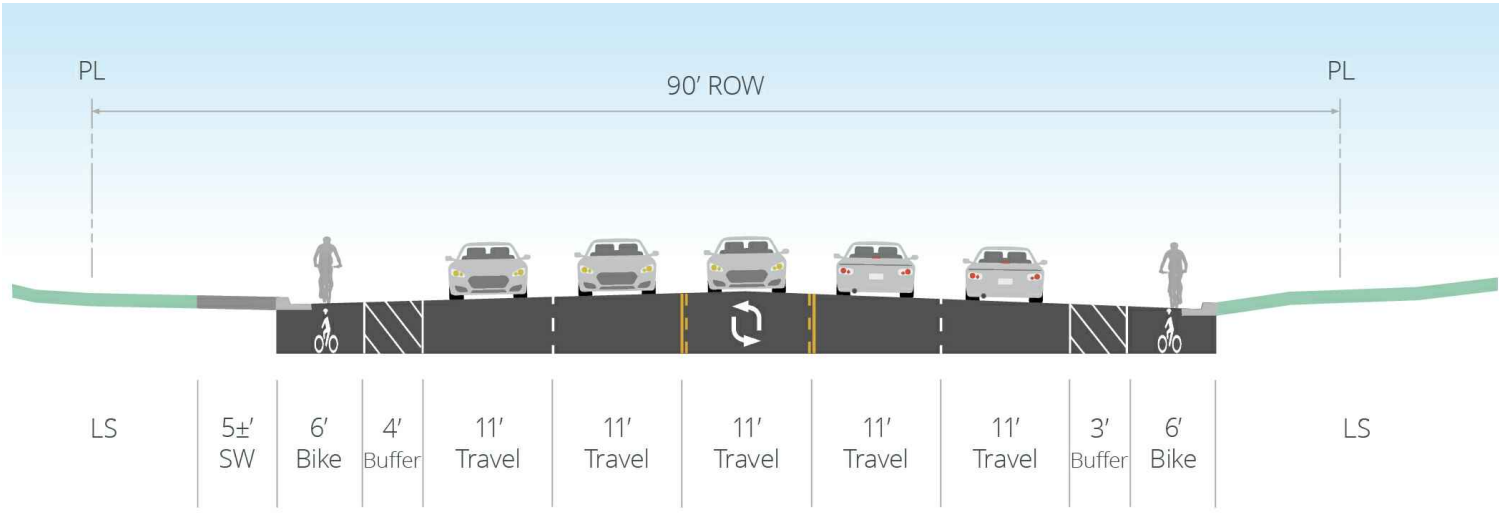 PL
90’ ROW
PL
LS
5±’
SW
6’
Bike
4’
Buffer
11’
Travel
11’
Travel
11’
Travel
11’
Travel
11’
Travel
3’
Buffer
6’
Bike
LS